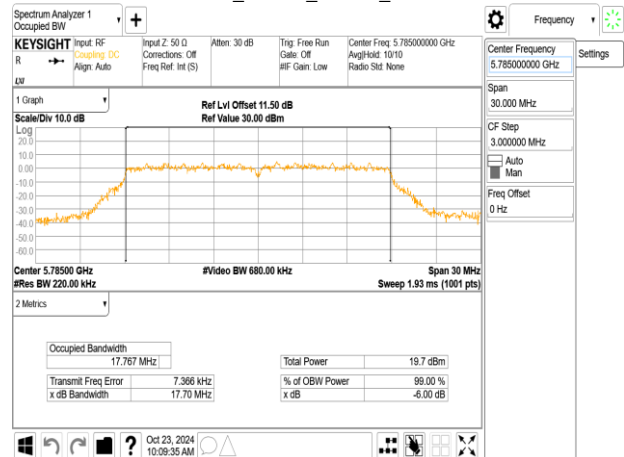 Spectrum Analyzer 1
Occupied BW
Frequency
KEYSIGHT
R
LXI
Input: RF
Coupling: DC
Align: Auto
Input Z: 50 Ω
Corrections: Off
Freq Ref: Int (S)
Atten: 30 dB
Trig: Free Run
Gate: Off
#IF Gain: Low
Center Freq: 5.785000000 GHz
Avg|Hold: 10/10
Radio Std: None
Center Frequency
5.785000000 GHz
Settings
Span
30.000 MHz
CF Step
3.000000 MHz
Auto
Man
Freq Offset
0 Hz
1 Graph
Scale/Div 10.0 dB
Ref Lvl Offset 11.50 dB
Ref Value 30.00 dBm
Log
20.0
10.0
0.00
-10.0
-20.0
-30.0
-40.0
-50.0
-60.0
Center 5.78500 GHz
#Video BW 680.00 kHz
Span 30 MHz
#Res BW 220.00 kHz
Sweep 1.93 ms (1001 pts)
2 Metrics
Occupied Bandwidth
17.767 MHz
Total Power 19.7 dBm
Transmit Freq Error 7.366 kHz
% of OBW Power 99.00 %
x dB Bandwidth 17.70 MHz
x dB -6.00 dB
?
Oct 23, 2024
10:09:35 AM